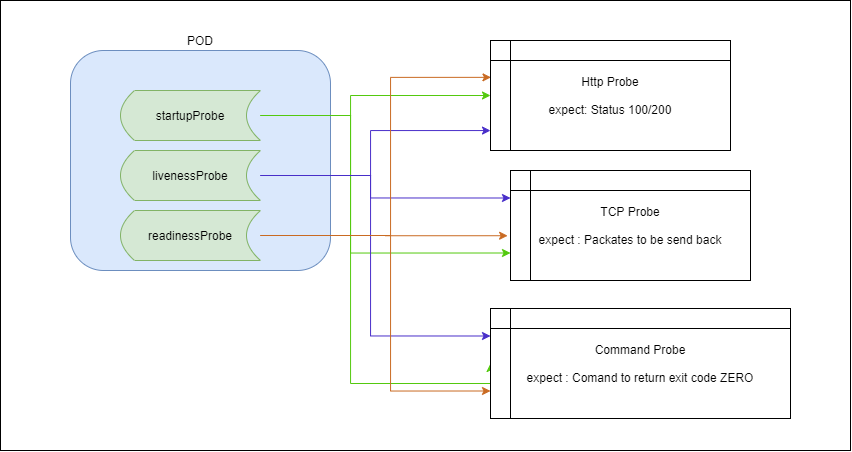 POD
startupProbe
livenessProbe
readinessProbe
Http Probe
expect: Status 100/200
TCP Probe
expect : Packates to be send back
Command Probe
expect : Comand to return exit code ZERO